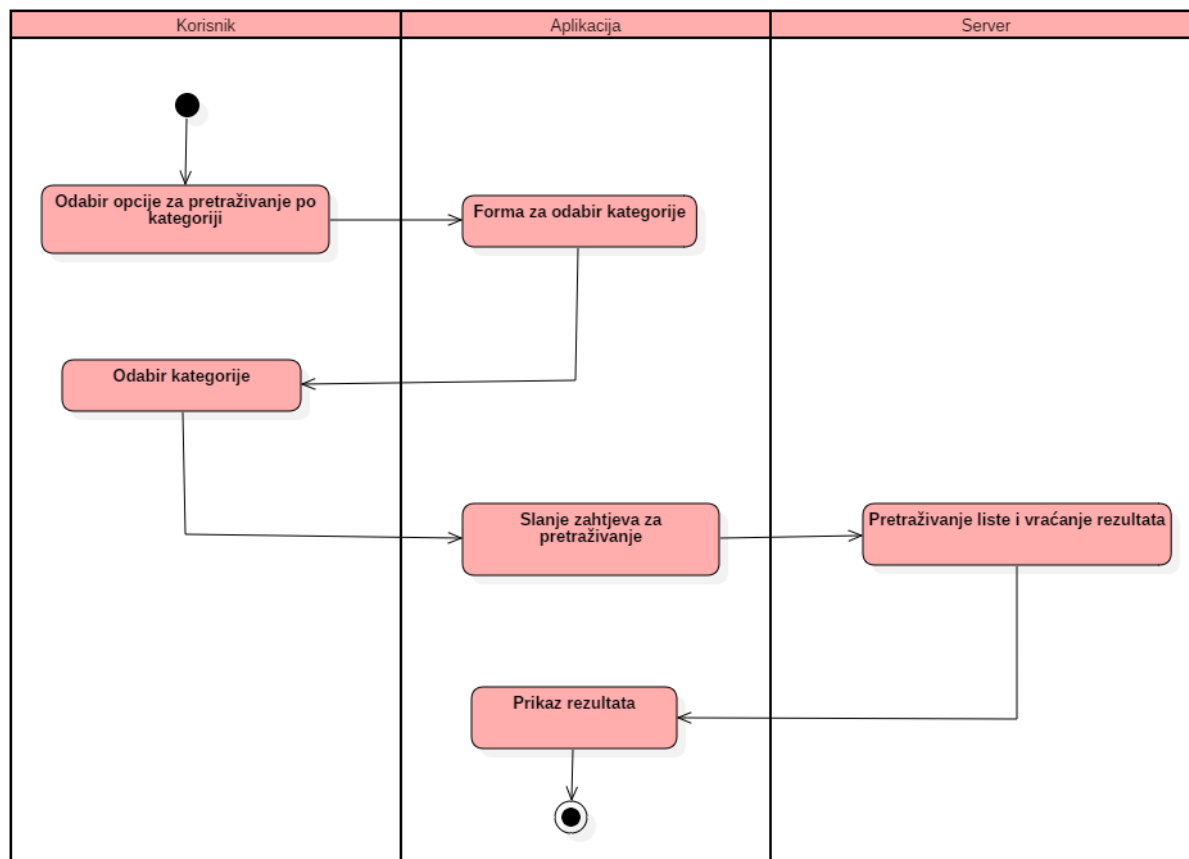 Korisnik
Aplikacija
Server
Odabir opcije za pretraživanje po
kategoriji
Forma za odabir kategorije
Odabir kategorije
Slanje zahtjeva za
pretraživanje
Pretraživanje liste i vraćanje rezultata
Prikaz rezultata